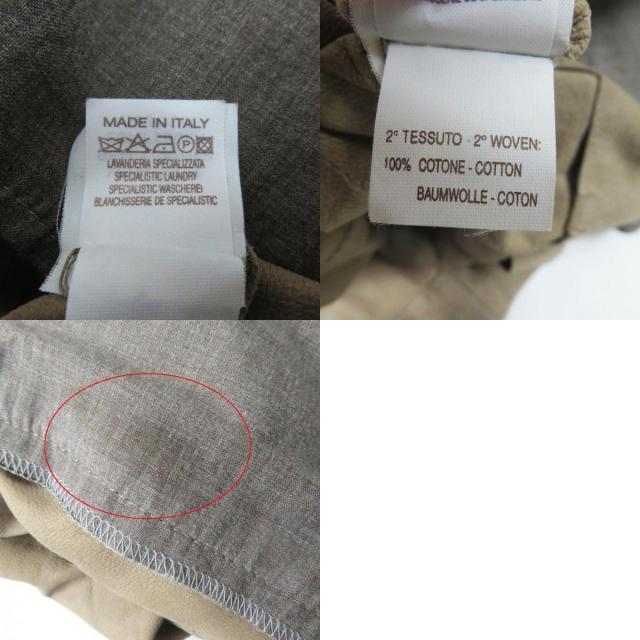 MADE IN ITALY
P
LAVANDERIA SPECIALIZZATA
SPECIALIST LAUNDRY
SPECIALISTIC WASCHEREI
BLANCHISSERIE DE SPECIALISTIC
2° TESSUTO - 2° WOVEN:
100% COTONE - COTTON
BAUMWOLLE - COTON